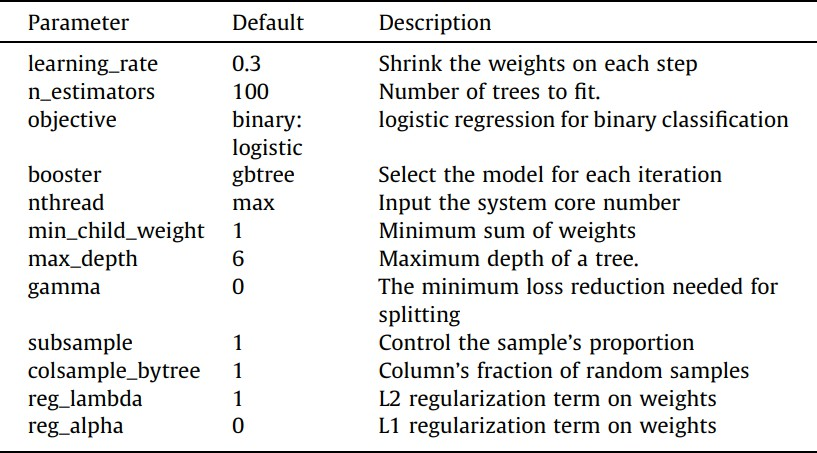 Parameter Default Description
learning_rate 0.3 Shrink the weights on each step
n_estimators 100 Number of trees to fit.
objective binary: logistic regression for binary classification
logistic
booster gbtree Select the model for each iteration
nthread max Input the system core number
min_child_weight 1 Minimum sum of weights
max_depth 6 Maximum depth of a tree.
gamma 0 The minimum loss reduction needed for
splitting
subsample 1 Control the sample's proportion
colsample_bytree 1 Column's fraction of random samples
reg_lambda 1 L2 regularization term on weights
reg_alpha 0 L1 regularization term on weights